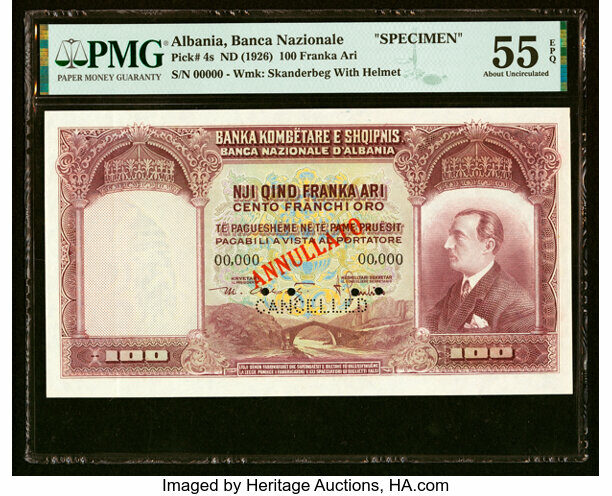 PMG
PAPER MONEY GUARANTY
Albania, Banca Nazionale "SPECIMEN"
Pick# 4s ND (1926) 100 Franka Ari
S/N 00000 - Wmk: Skanderbeg With Helmet
55 EPQ
About Uncirculated
BANKA KOMBËTARE E SHQIPNIS
BANCA NAZIONALE D'ALBANIA
NJI QIND FRANKA ARI
CENTO FRANCHI ORO
TË PAGUESHEME NË TË PAMË PRUËSIT
PAGABILI A VISTA AL PORTATORE
00,000 00,000
ANNULLATO
CANCELLED
100 100
Imaged by Heritage Auctions, HA.com